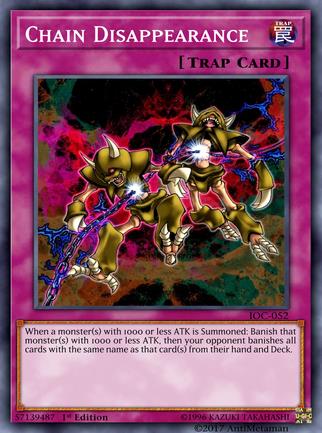 Chain Disappearance
TRAP
罠
[Trap Card]
IOC-052
When a monster(s) with 1000 or less ATK is Summoned: Banish that
monster(s) with 1000 or less ATK, then your opponent banishes all
cards with the same name as that card(s) from their hand and Deck.
57139487 1st Edition ©1996 KAZUKI TAKAHASHI
©2017 AntiMetaman